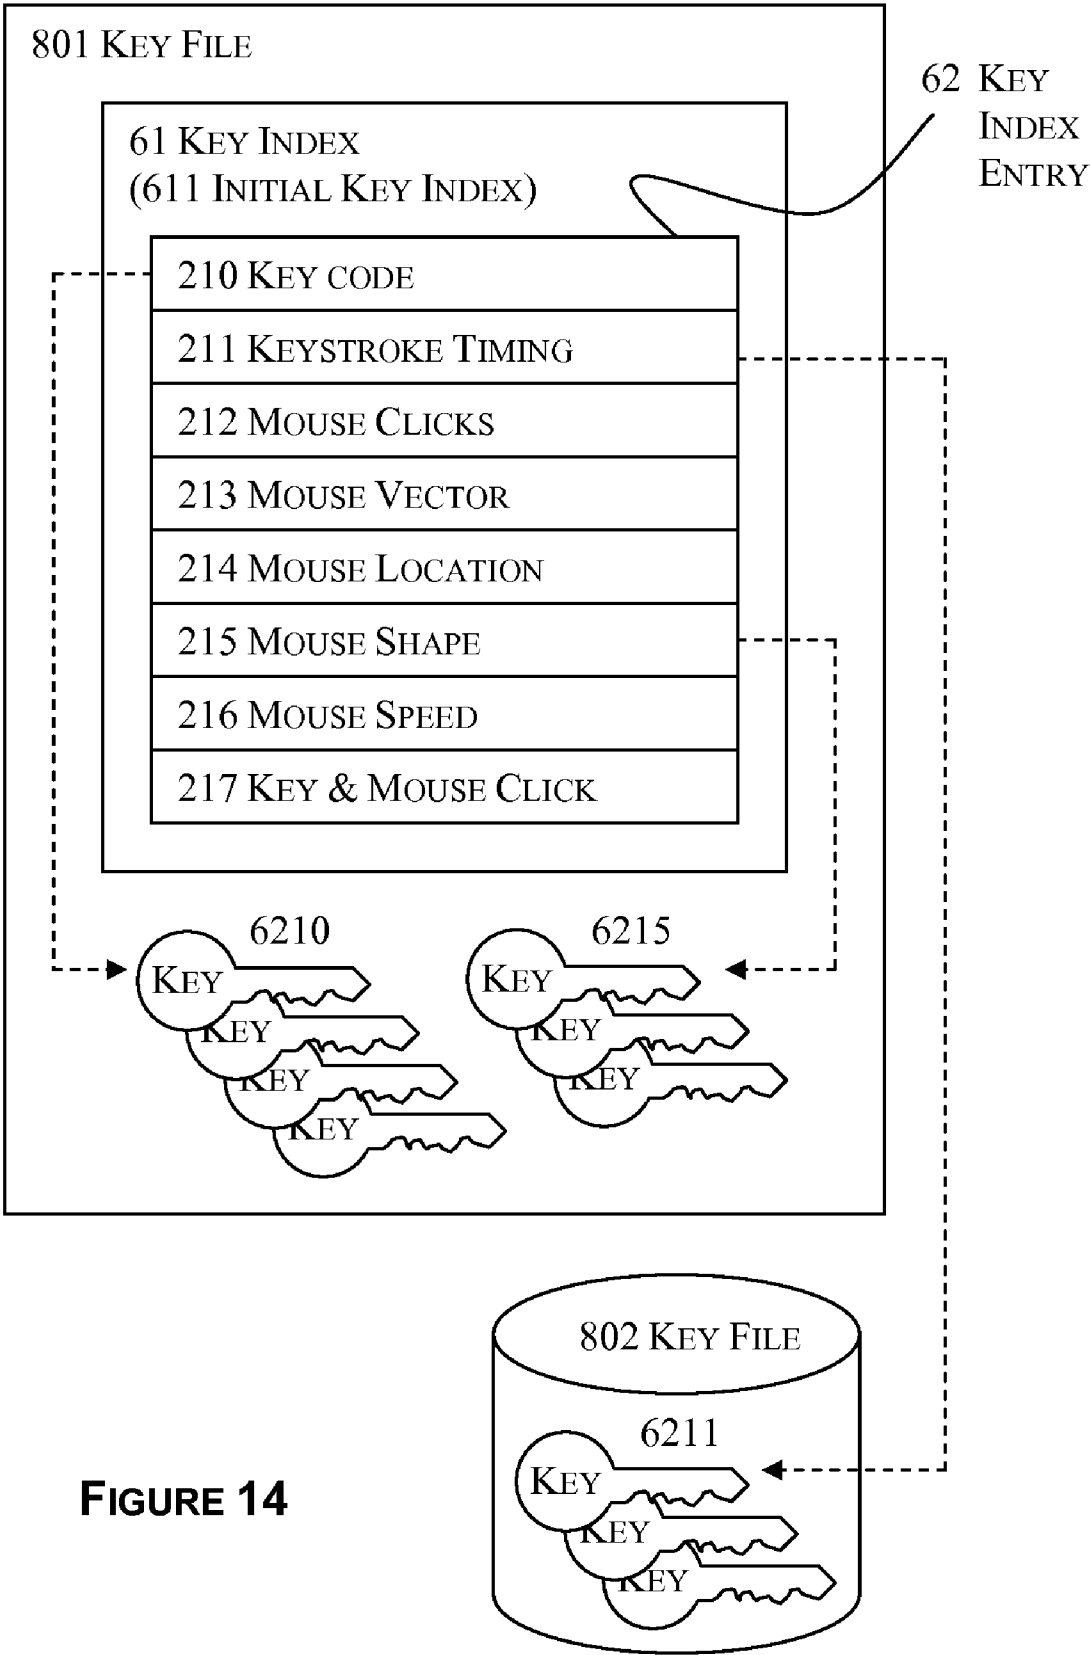 801 KEY FILE
62 KEY
INDEX
ENTRY
61 KEY INDEX
(611 INITIAL KEY INDEX)
210 KEY CODE
211 KEYSTROKE TIMING
212 MOUSE CLICKS
213 MOUSE VECTOR
214 MOUSE LOCATION
215 MOUSE SHAPE
216 MOUSE SPEED
217 KEY & MOUSE CLICK
6210
KEY
KEY
KEY
KEY
6215
KEY
KEY
KEY
802 KEY FILE
6211
KEY
KEY
KEY
FIGURE 14